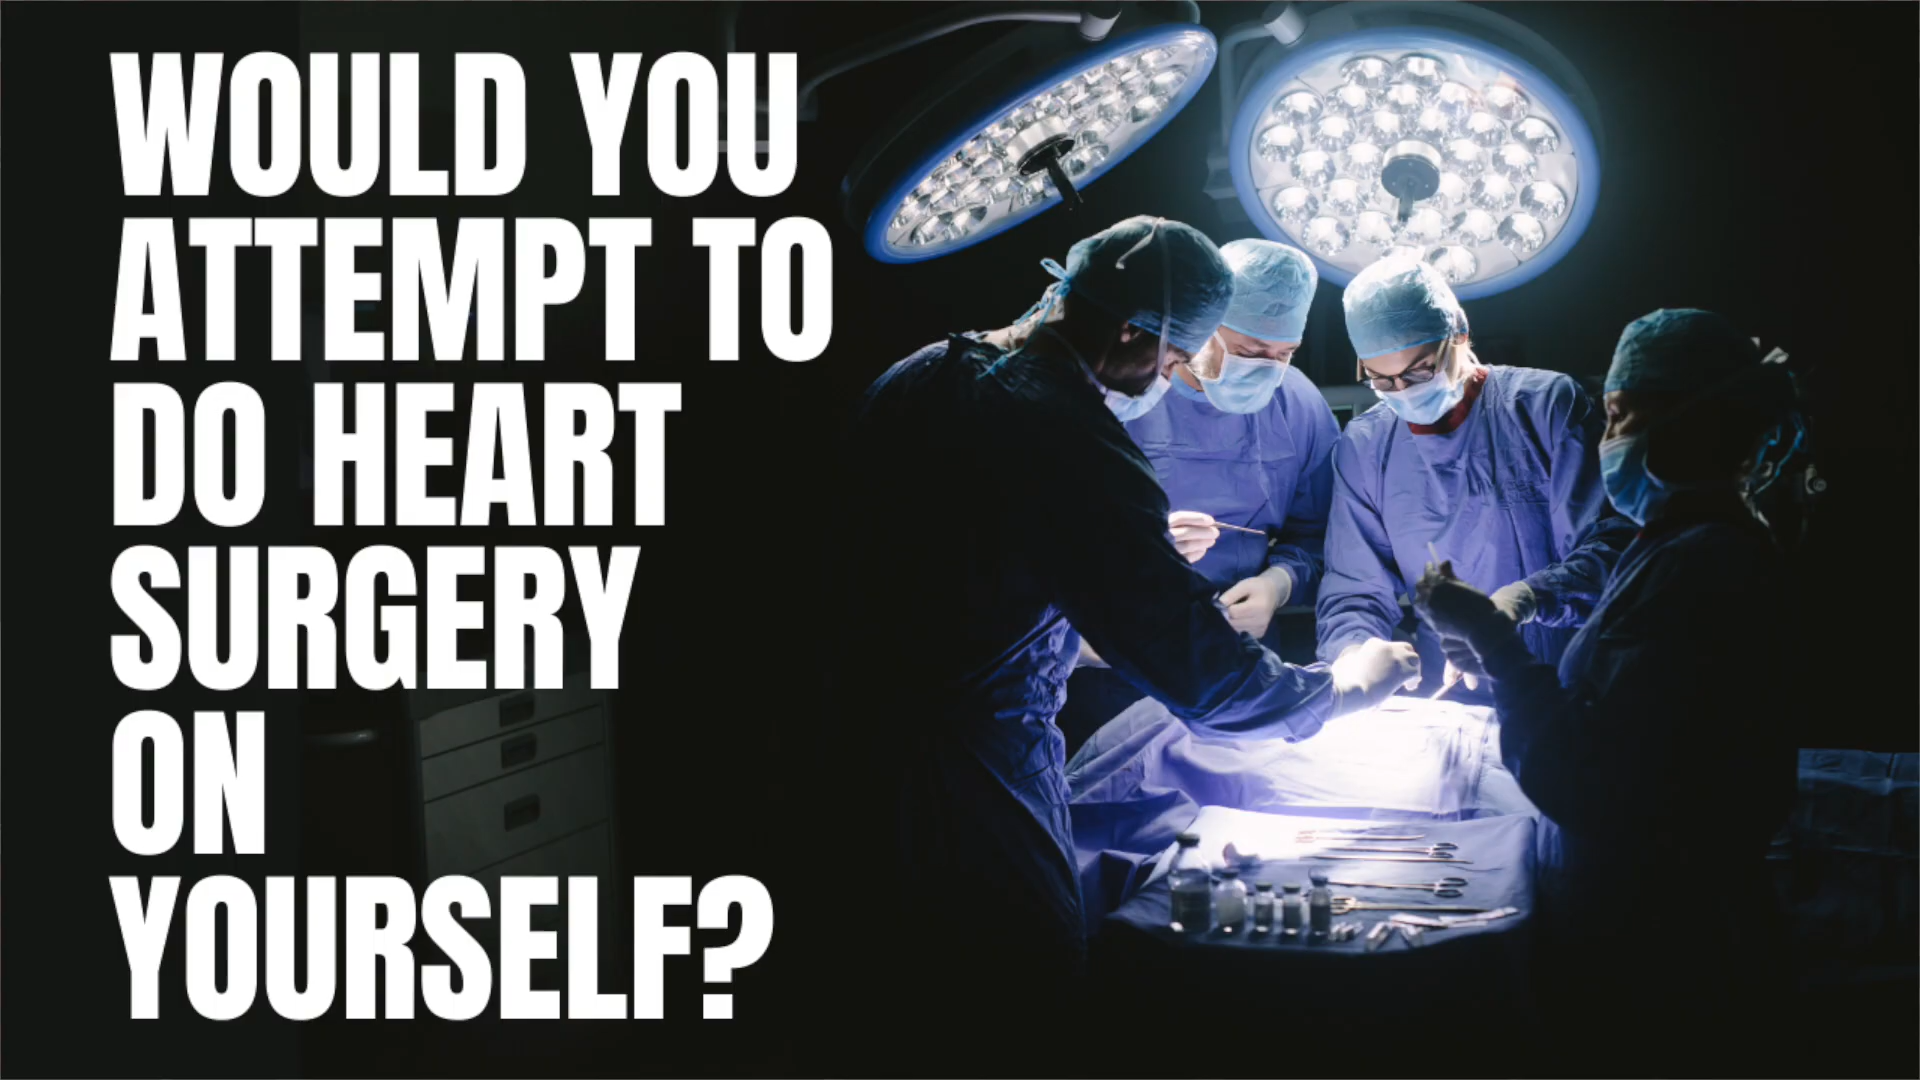 WOULD YOU
ATTEMPT TO
DO HEART
SURGERY
ON
YOURSELF?